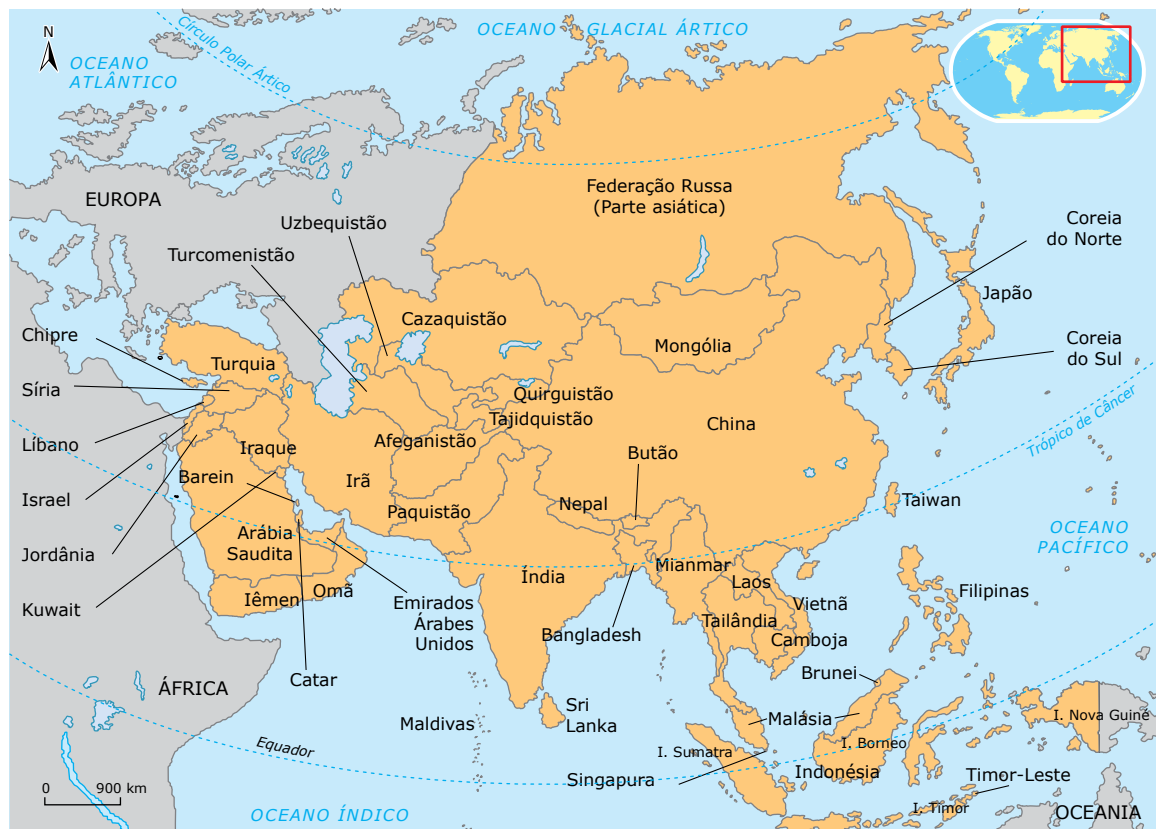 N
OCEANO
ATLÂNTICO
Círculo Polar Ártico
OCEANO GLACIAL ÁRTICO
EUROPA
Federação Russa
(Parte asiática)
Uzbequistão
Turcomenistão
Coreia
do Norte
Japão
Cazaquistão
Mongólia
Chipre
Turquia
Coreia
do Sul
Síria
Quirguistão
Tajidquistão
China
Trópico de Câncer
Líbano
Iraque
Afeganistão
Butão
Barein
Irã
Israel
Paquistão
Nepal
Taiwan
Jordânia
Arábia
Saudita
OCEANO
PACÍFICO
Mianmar
Índia
Laos
Kuwait
Iêmen
Omã
Emirados
Árabes
Unidos
Filipinas
Vietnã
Tailândia
Bangladesh
Camboja
ÁFRICA
Catar
Brunei
Maldivas
Sri
Lanka
Malásia
I. Nova Guiné
Equador
I. Sumatra
I. Borneo
Singapura
Indonésia
Timor-Leste
0 900 km
I. Timor
OCEANO ÍNDICO
OCEANIA